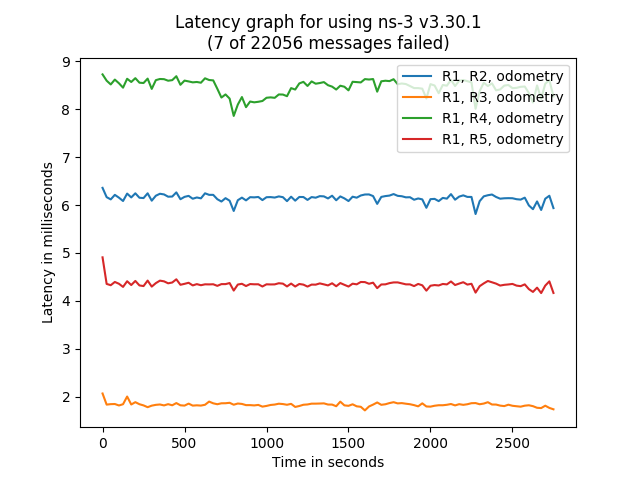 Latency graph for using ns-3 v3.30.1
(7 of 22056 messages failed)
R1, R2, odometry
R1, R3, odometry
R1, R4, odometry
R1, R5, odometry
Latency in milliseconds
9
8
7
6
5
4
3
2
0 500 1000 1500 2000 2500
Time in seconds